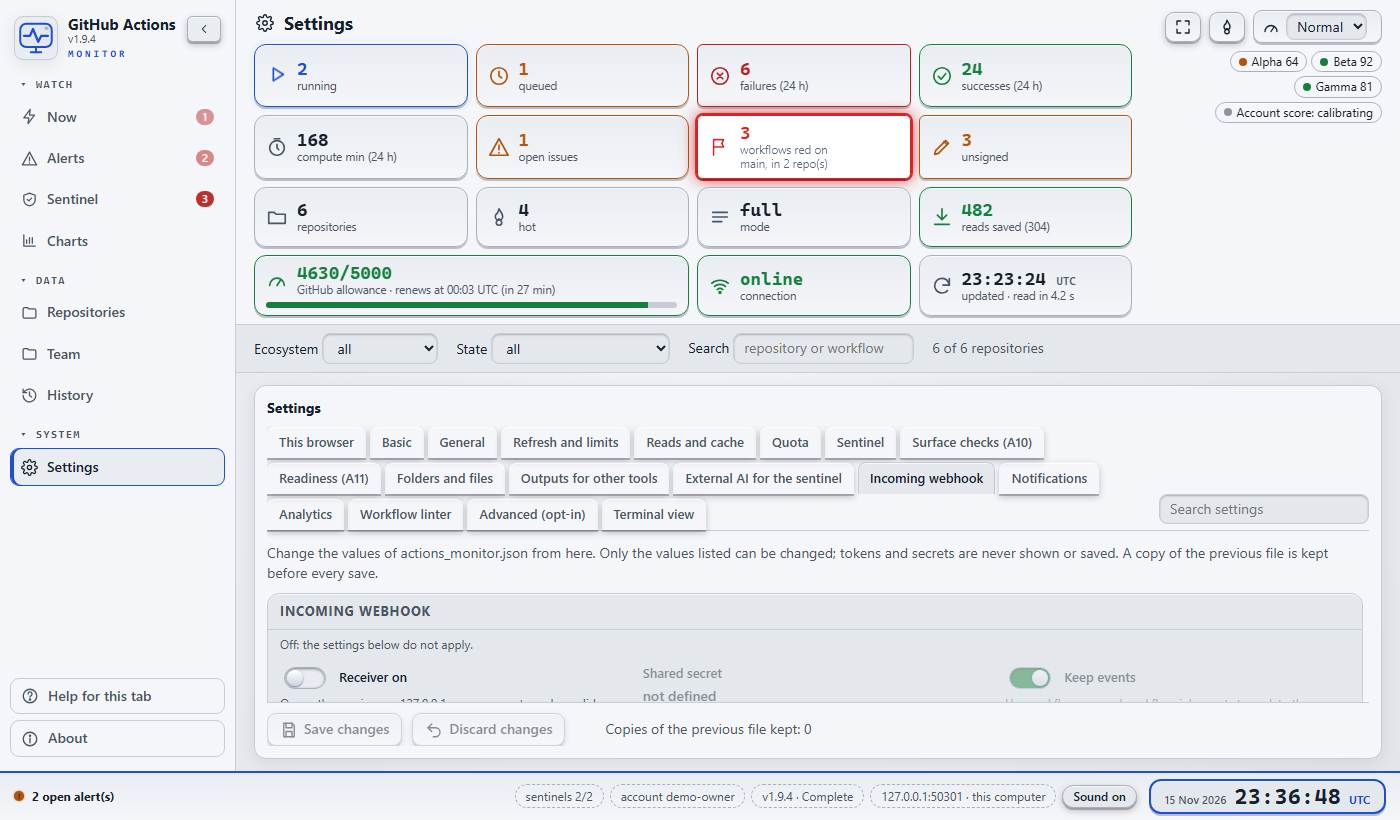 GitHub Actions
v1.9.4
MONITOR
WATCH
Now 1
Alerts 2
Sentinel 3
Charts
DATA
Repositories
Team
History
SYSTEM
Settings
Help for this tab
About
Settings
Normal
Alpha 64
Beta 92
Gamma 81
Account score: calibrating
2
running
1
queued
6
failures (24 h)
24
successes (24 h)
168
compute min (24 h)
1
open issues
3
workflows red on
main, in 2 repo(s)
3
unsigned
6
repositories
4
hot
full
mode
482
reads saved (304)
4630/5000
GitHub allowance · renews at 00:03 UTC (in 27 min)
online
connection
23:23:24 UTC
updated · read in 4.2 s
Ecosystem all State all Search repository or workflow 6 of 6 repositories
Settings
This browser Basic General Refresh and limits Reads and cache Quota Sentinel Surface checks (A10)
Readiness (A11) Folders and files Outputs for other tools External AI for the sentinel Incoming webhook Notifications
Analytics Workflow linter Advanced (opt-in) Terminal view
Search settings
Change the values of actions_monitor.json from here. Only the values listed can be changed; tokens and secrets are never shown or saved. A copy of the previous file is kept
before every save.
INCOMING WEBHOOK
Off: the settings below do not apply.
Receiver on
Shared secret
not defined
Keep events
Save changes Discard changes Copies of the previous file kept: 0
2 open alert(s)
sentinels 2/2
account demo-owner
v1.9.4 · Complete
127.0.0.1:50301 · this computer
Sound on
15 Nov 2026 23:36:48 UTC